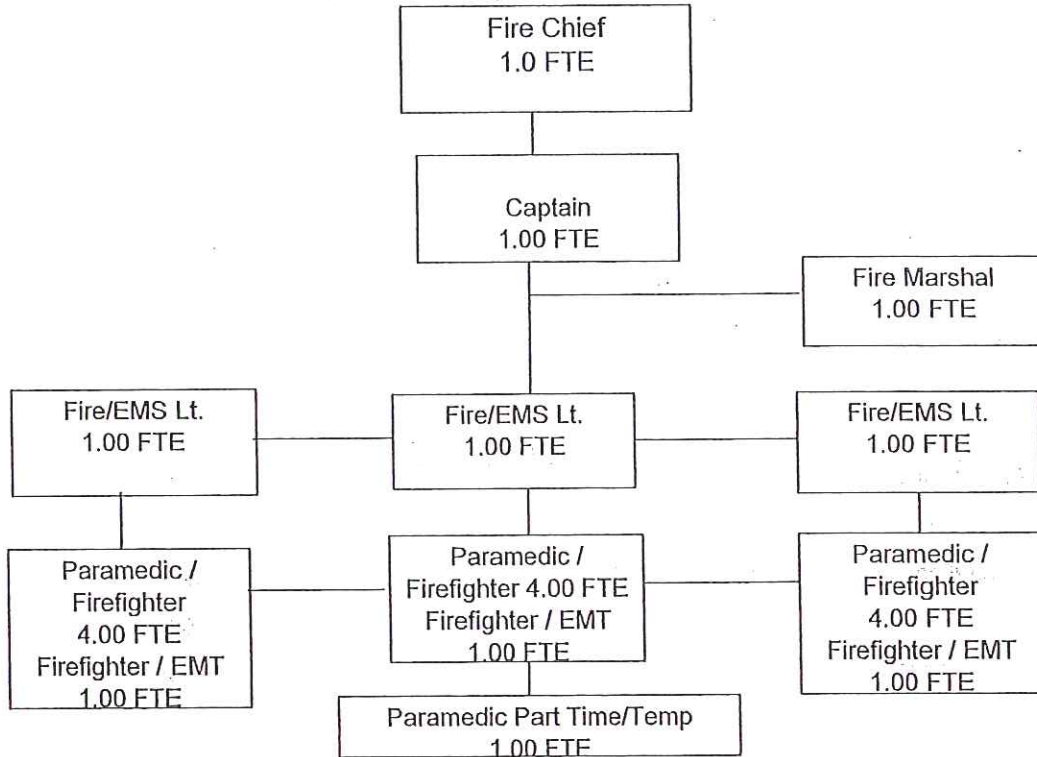 Fire Chief
1.0 FTE
Captain
1.00 FTE
Fire Marshal
1.00 FTE
Fire/EMS Lt.
1.00 FTE
Fire/EMS Lt.
1.00 FTE
Fire/EMS Lt.
1.00 FTE
Paramedic /
Firefighter
4.00 FTE
Firefighter / EMT
1.00 FTE
Paramedic /
Firefighter 4.00 FTE
Firefighter / EMT
1.00 FTE
Paramedic /
Firefighter
4.00 FTE
Firefighter / EMT
1.00 FTE
Paramedic Part Time/Temp
1.00 FTE